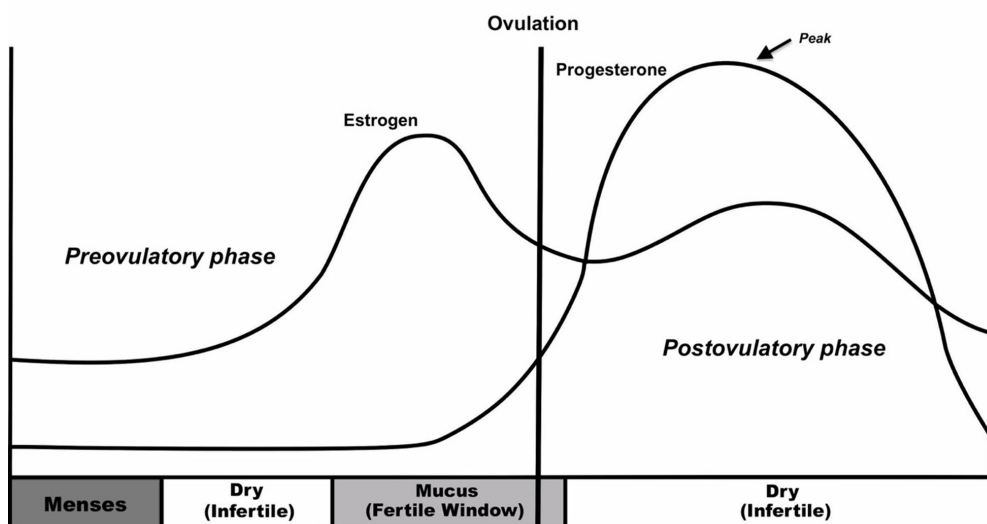 Ovulation
Peak
Progesterone
Estrogen
Preovulatory phase
Postovulatory phase
Menses
Dry
(Infertile)
Mucus
(Fertile Window)
Dry
(Infertile)